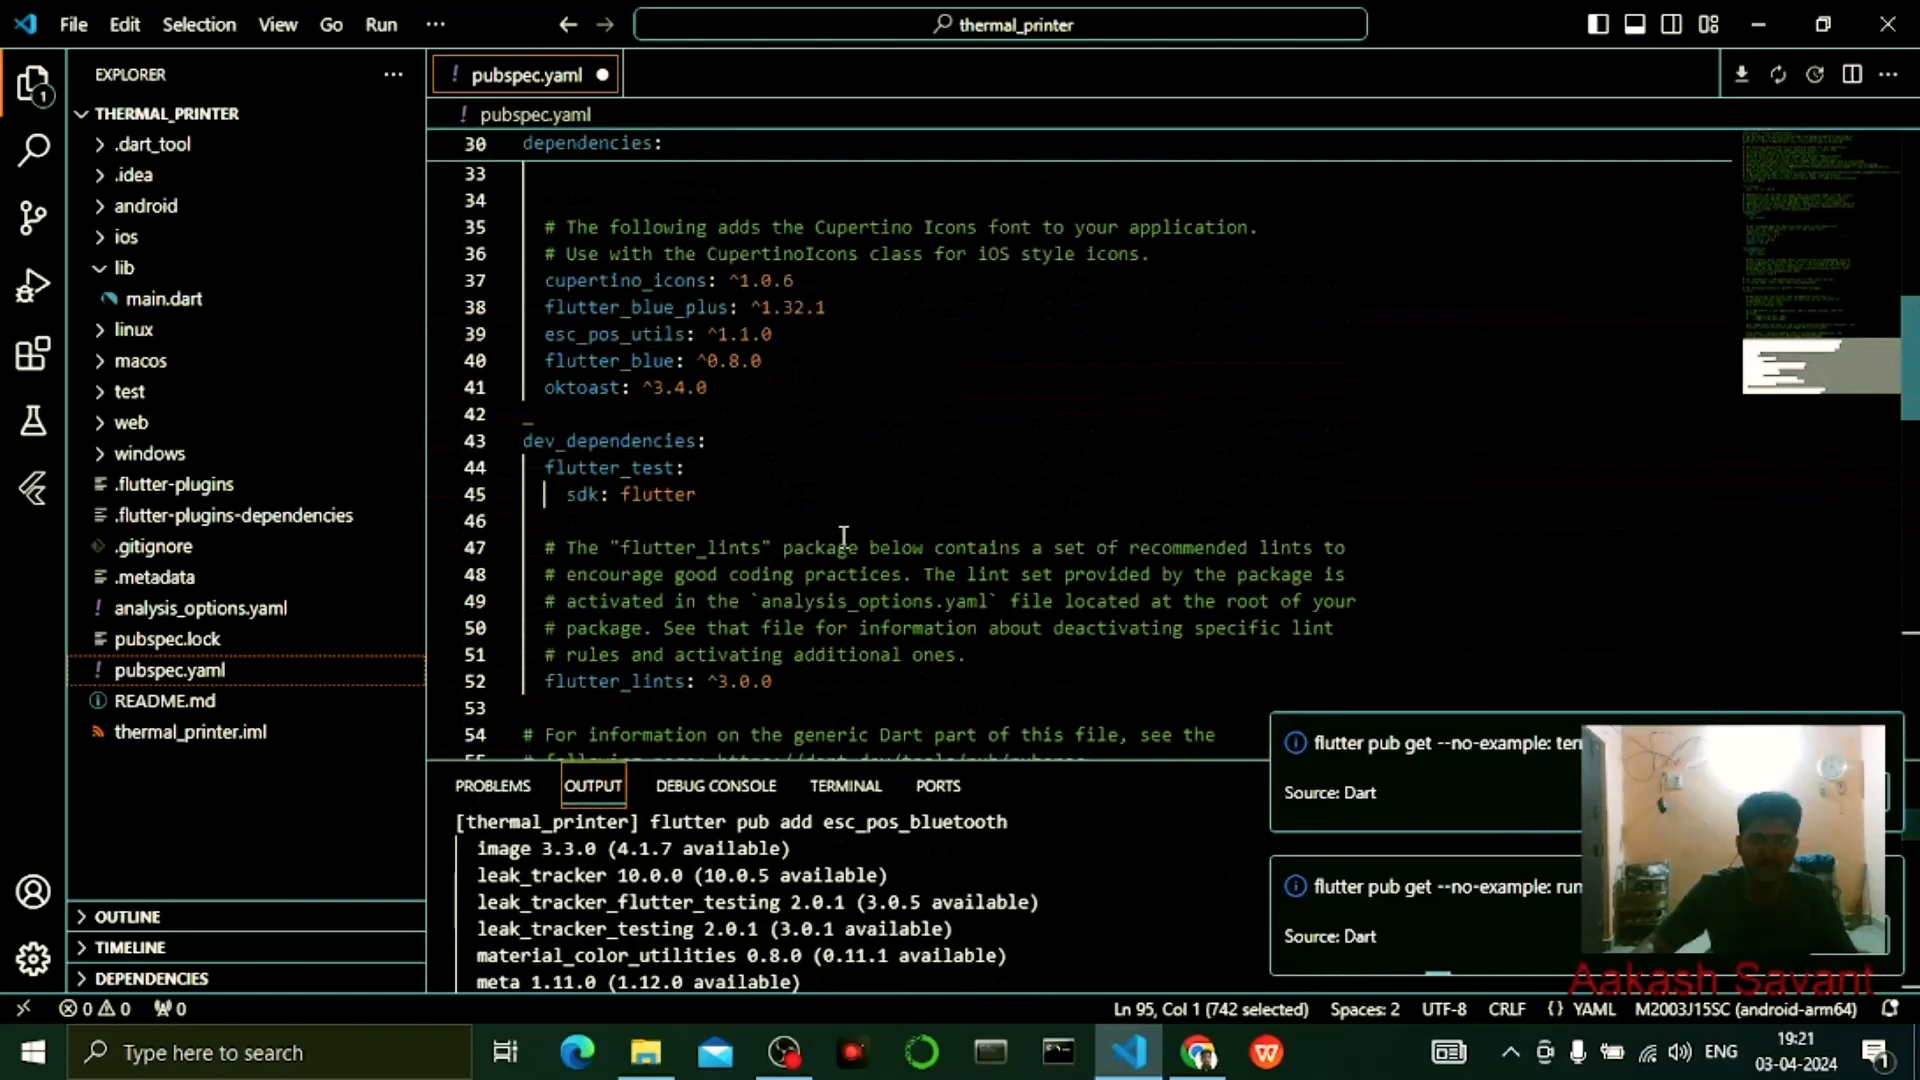 File Edit Selection View Go Run ···
thermal_printer
EXPLORER
1
THERMAL_PRINTER
.dart_tool
.idea
android
ios
lib
main.dart
linux
macos
test
web
windows
.flutter-plugins
.flutter-plugins-dependencies
.gitignore
.metadata
analysis_options.yaml
pubspec.lock
! pubspec.yaml
README.md
thermal_printer.iml
OUTLINE
TIMELINE
DEPENDENCIES
! pubspec.yaml
! pubspec.yaml
30 dependencies:
33
34
35 # The following adds the Cupertino Icons font to your application.
36 # Use with the CupertinoIcons class for iOS style icons.
37 cupertino_icons: ^1.0.6
38 flutter_blue_plus: ^1.32.1
39 esc_pos_utils: ^1.1.0
40 flutter_blue: ^0.8.0
41 oktoast: ^3.4.0
42
43 dev_dependencies:
44 flutter_test:
45 sdk: flutter
46
47 # The "flutter_lints" package below contains a set of recommended lints to
48 # encourage good coding practices. The lint set provided by the package is
49 # activated in the `analysis_options.yaml` file located at the root of your
50 # package. See that file for information about deactivating specific lint
51 # rules and activating additional ones.
52 flutter_lints: ^3.0.0
53
54 # For information on the generic Dart part of this file, see the
PROBLEMS OUTPUT DEBUG CONSOLE TERMINAL PORTS
[thermal_printer] flutter pub add esc_pos_bluetooth
image 3.3.0 (4.1.7 available)
leak_tracker 10.0.0 (10.0.5 available)
leak_tracker_flutter_testing 2.0.1 (3.0.5 available)
leak_tracker_testing 2.0.1 (3.0.1 available)
material_color_utilities 0.8.0 (0.11.1 available)
meta 1.11.0 (1.12.0 available)
flutter pub get --no-example: ten
Source: Dart
flutter pub get --no-example: run
Source: Dart
Aakash Savant
0 0 0
Ln 95, Col 1 (742 selected) Spaces: 2 UTF-8 CRLF {} YAML M2003J15SC (android-arm64)
Type here to search
ENG
19:21
03-04-2024
1